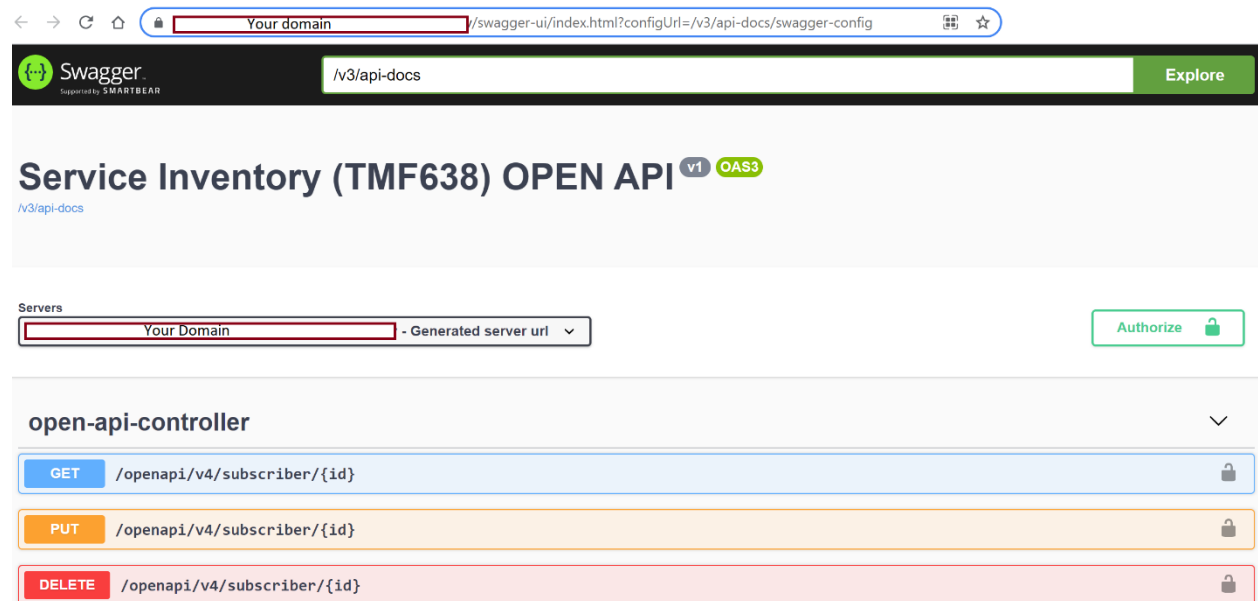 Your domain /swagger-ui/index.html?configUrl=/v3/api-docs/swagger-config
Swagger.
Supported by SMARTBEAR
/v3/api-docs
Explore
Service Inventory (TMF638) OPEN API v1 OAS3
/v3/api-docs
Servers
Your Domain - Generated server url
Authorize
open-api-controller
GET /openapi/v4/subscriber/{id}
PUT /openapi/v4/subscriber/{id}
DELETE /openapi/v4/subscriber/{id}